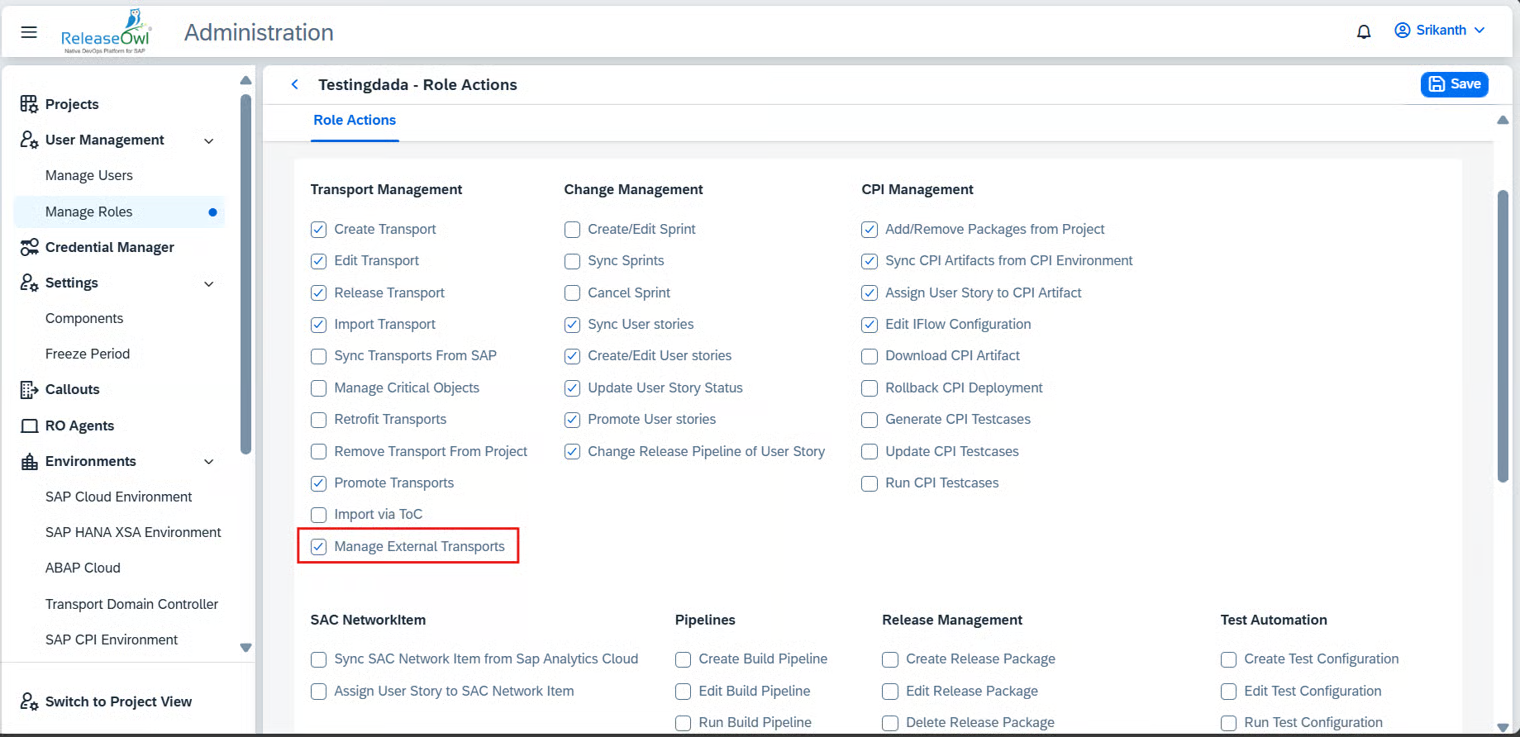 ReleaseOwl
Native DevOps Platform for SAP
Administration
Srikanth
Projects
User Management
Manage Users
Manage Roles
Credential Manager
Settings
Components
Freeze Period
Callouts
RO Agents
Environments
SAP Cloud Environment
SAP HANA XSA Environment
ABAP Cloud
Transport Domain Controller
SAP CPI Environment
Switch to Project View
Testingdada - Role Actions
Save
Role Actions
Transport Management
Create Transport
Edit Transport
Release Transport
Import Transport
Sync Transports From SAP
Manage Critical Objects
Retrofit Transports
Remove Transport From Project
Promote Transports
Import via ToC
Manage External Transports
Change Management
Create/Edit Sprint
Sync Sprints
Cancel Sprint
Sync User stories
Create/Edit User stories
Update User Story Status
Promote User stories
Change Release Pipeline of User Story
CPI Management
Add/Remove Packages from Project
Sync CPI Artifacts from CPI Environment
Assign User Story to CPI Artifact
Edit IFlow Configuration
Download CPI Artifact
Rollback CPI Deployment
Generate CPI Testcases
Update CPI Testcases
Run CPI Testcases
SAC NetworkItem
Sync SAC Network Item from Sap Analytics Cloud
Assign User Story to SAC Network Item
Pipelines
Create Build Pipeline
Edit Build Pipeline
Run Build Pipeline
Release Management
Create Release Package
Edit Release Package
Delete Release Package
Test Automation
Create Test Configuration
Edit Test Configuration
Run Test Configuration